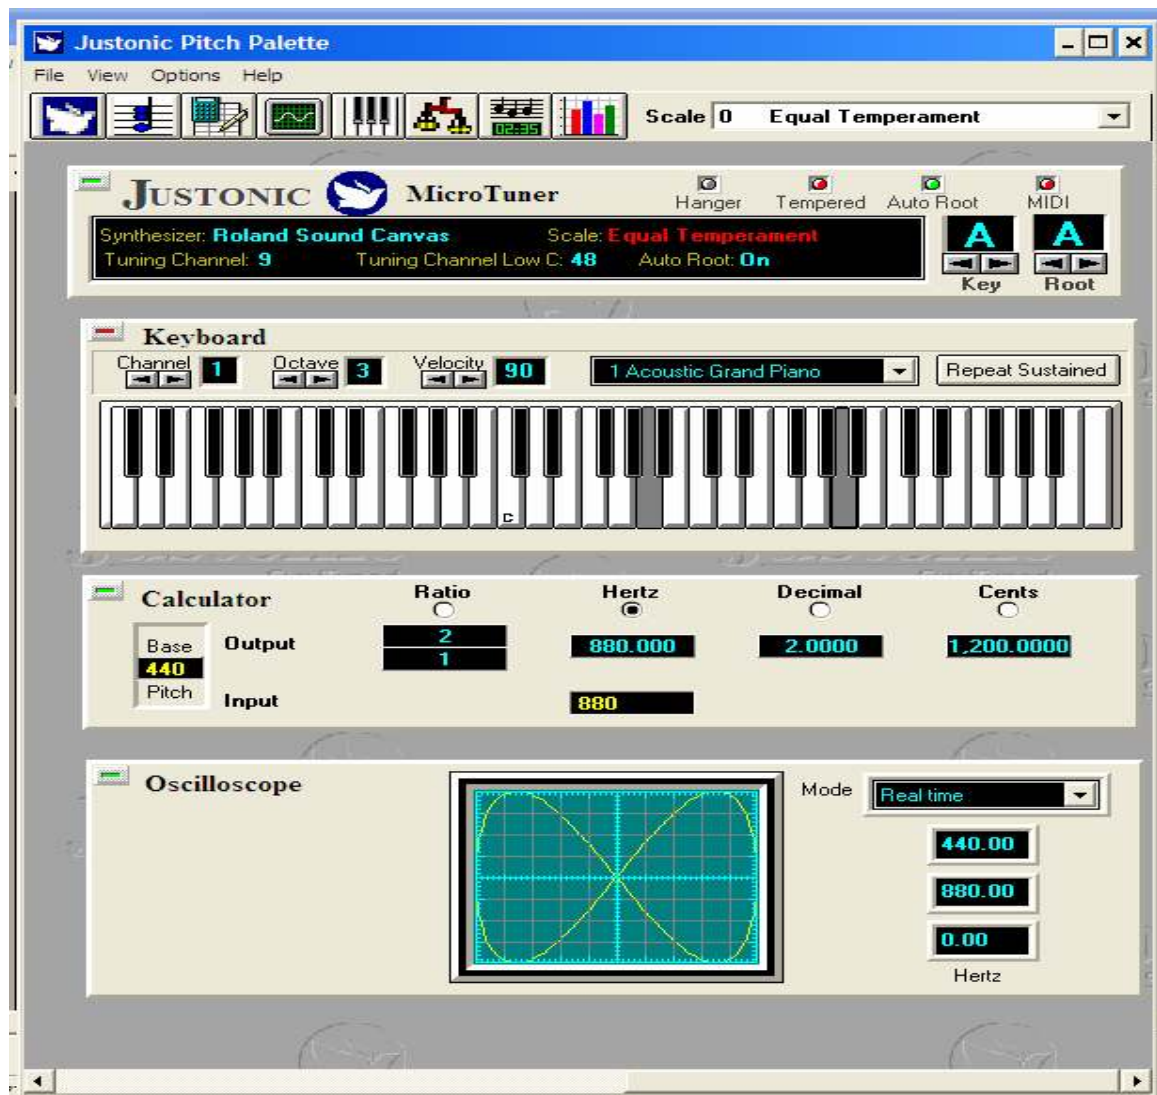 Justonic Pitch Palette
File View Options Help
02:35
Scale 0 Equal Temperament
JUSTONIC MicroTuner
Hanger Tempered Auto Root MIDI
Synthesizer: Roland Sound Canvas Scale: Equal Temperament
Tuning Channel: 9 Tuning Channel Low C: 48 Auto Root: On
A A
Key Root
Keyboard
Channel 1 Octave 3 Velocity 90 1 Acoustic Grand Piano Repeat Sustained
C
Calculator
Ratio Hertz Decimal Cents
Base
440
Pitch
Output 2 1 880.000 2.0000 1,200.0000
Input 880
Oscilloscope
Mode Real time
440.00
880.00
0.00
Hertz